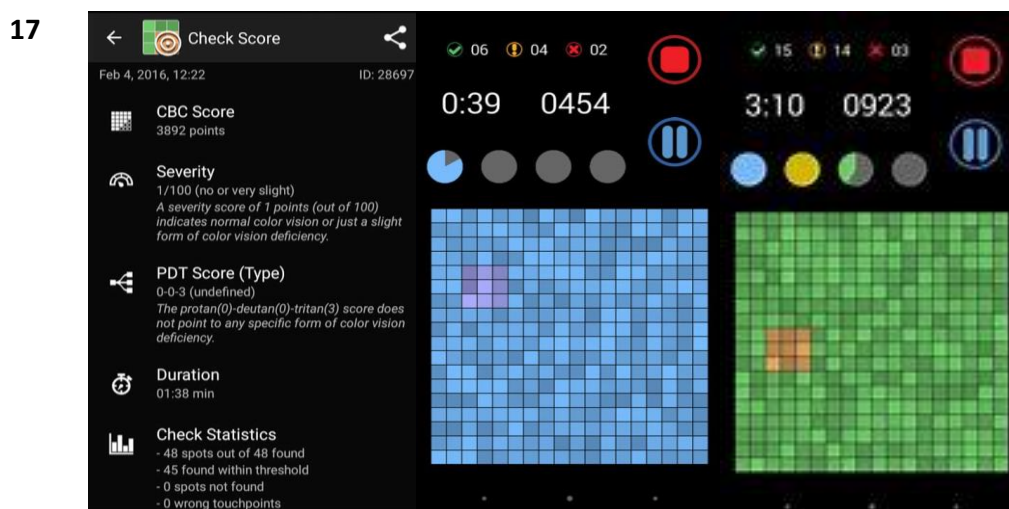 17
Check Score
Feb 4, 2016, 12:22 ID: 28697
CBC Score
3892 points
Severity
1/100 (no or very slight)
A severity score of 1 points (out of 100)
indicates normal color vision or just a slight
form of color vision deficiency.
PDT Score (Type)
0-0-3 (undefined)
The protan(0)-deutan(0)-tritan(3) score does
not point to any specific form of color vision
deficiency.
Duration
01:38 min
Check Statistics
- 48 spots out of 48 found
- 45 found within threshold
- 0 spots not found
- 0 wrong touchpoints
06 04 02
0:39 0454
15 14 03
3:10 0923